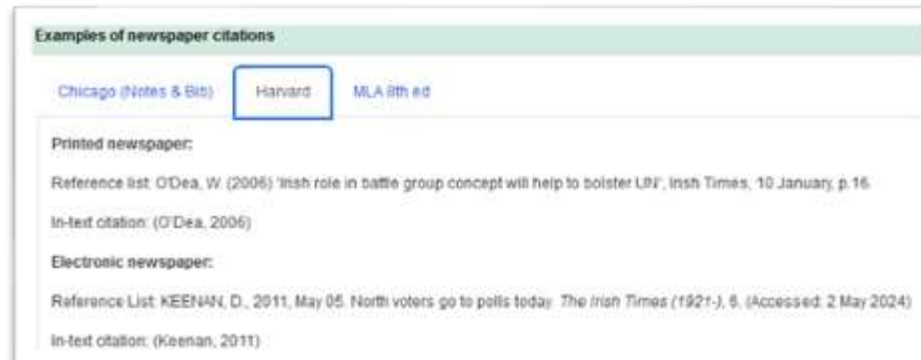 Examples of newspaper citations
Chicago (Notes & Bib) Harvard MLA 8th ed
Printed newspaper:
Reference list: O'Dea, W. (2006) 'Irish role in battle group concept will help to bolster UN', Irish Times, 10 January, p.16.
In-text citation: (O'Dea, 2006)
Electronic newspaper:
Reference List: KEENAN, D., 2011, May 05. North voters go to polls today. The Irish Times (1921-), 6. (Accessed: 2 May 2024)
In-text citation: (Keenan, 2011)